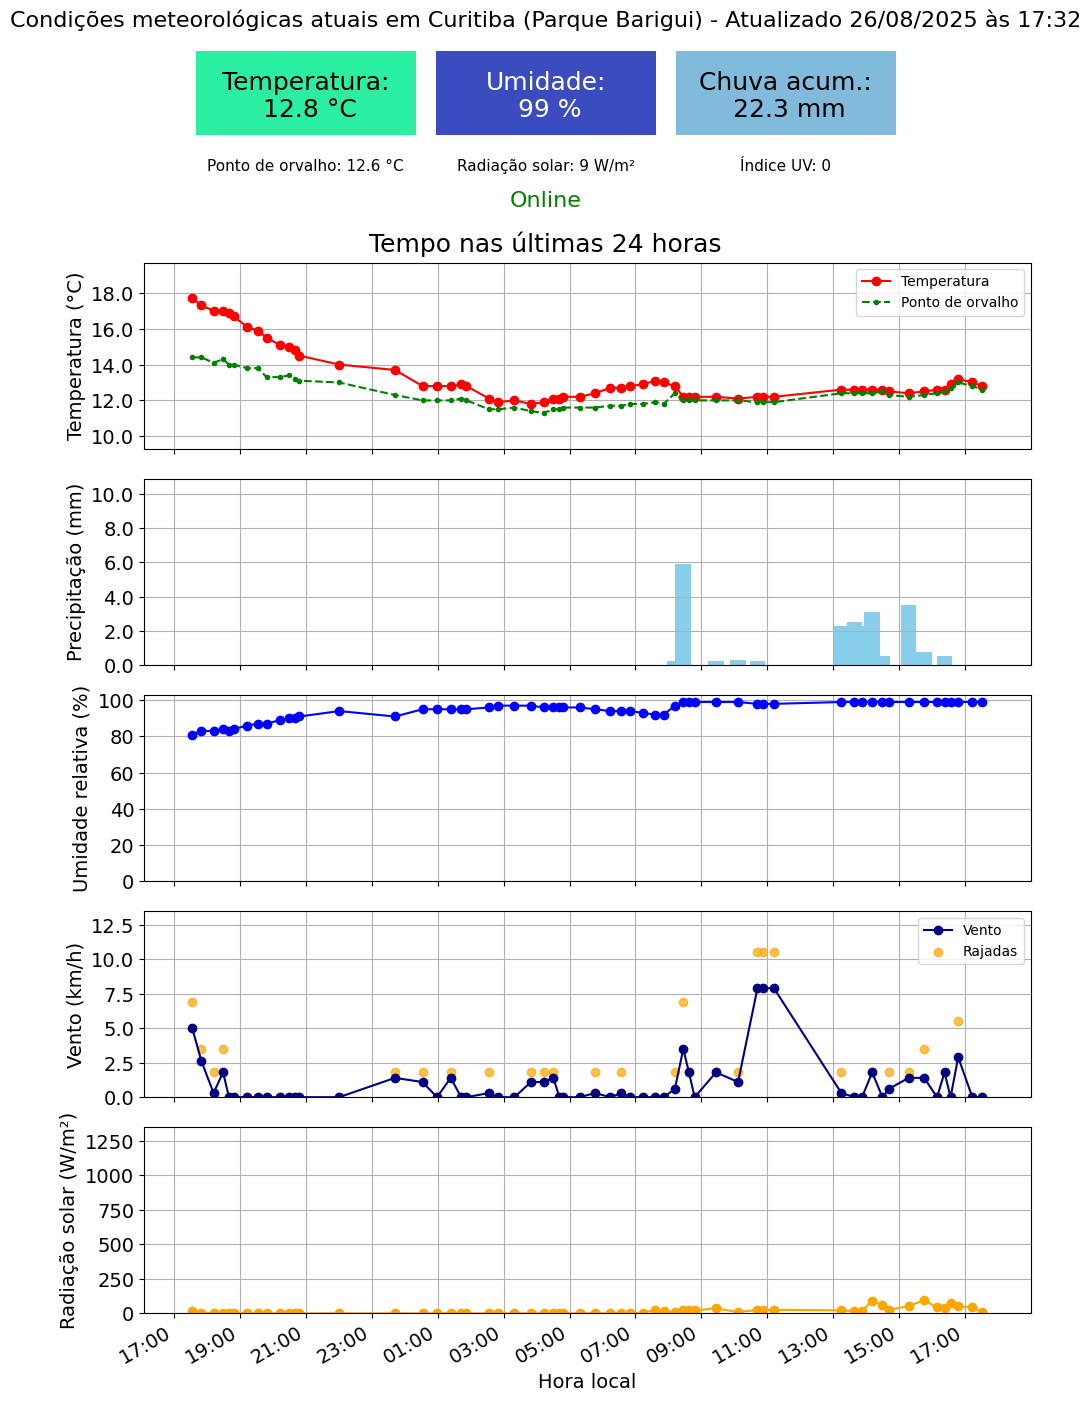 Condições meteorológicas atuais em Curitiba (Parque Barigui) - Atualizado 26/08/2025 às 17:32
Temperatura:
12.8 °C
Umidade:
99 %
Chuva acum.:
22.3 mm
Ponto de orvalho: 12.6 °C
Radiação solar: 9 W/m²
Índice UV: 0
Online
Tempo nas últimas 24 horas
Temperatura (°C)
18.0
16.0
14.0
12.0
10.0
Temperatura
Ponto de orvalho
Precipitação (mm)
10.0
8.0
6.0
4.0
2.0
0.0
Umidade relativa (%)
100
80
60
40
20
0
Vento (km/h)
12.5
10.0
7.5
5.0
2.5
0.0
Vento
Rajadas
Radiação solar (W/m²)
1250
1000
750
500
250
0
17:00
19:00
21:00
23:00
01:00
03:00
05:00
07:00
09:00
11:00
13:00
15:00
17:00
Hora local